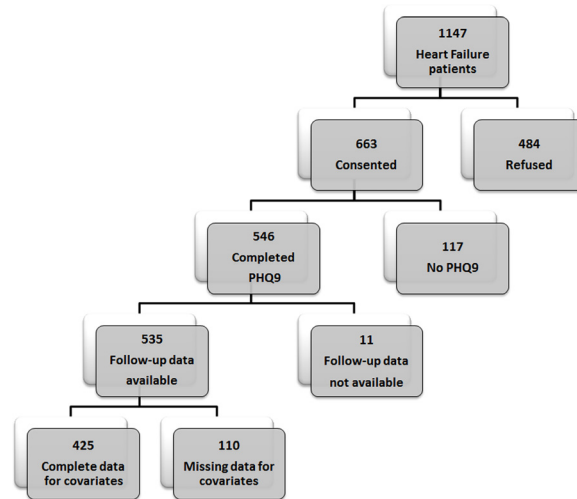 1147
Heart Failure
patients
663
Consented
484
Refused
546
Completed
PHQ9
117
No PHQ9
535
Follow-up data
available
11
Follow-up data
not available
425
Complete data
for covariates
110
Missing data for
covariates